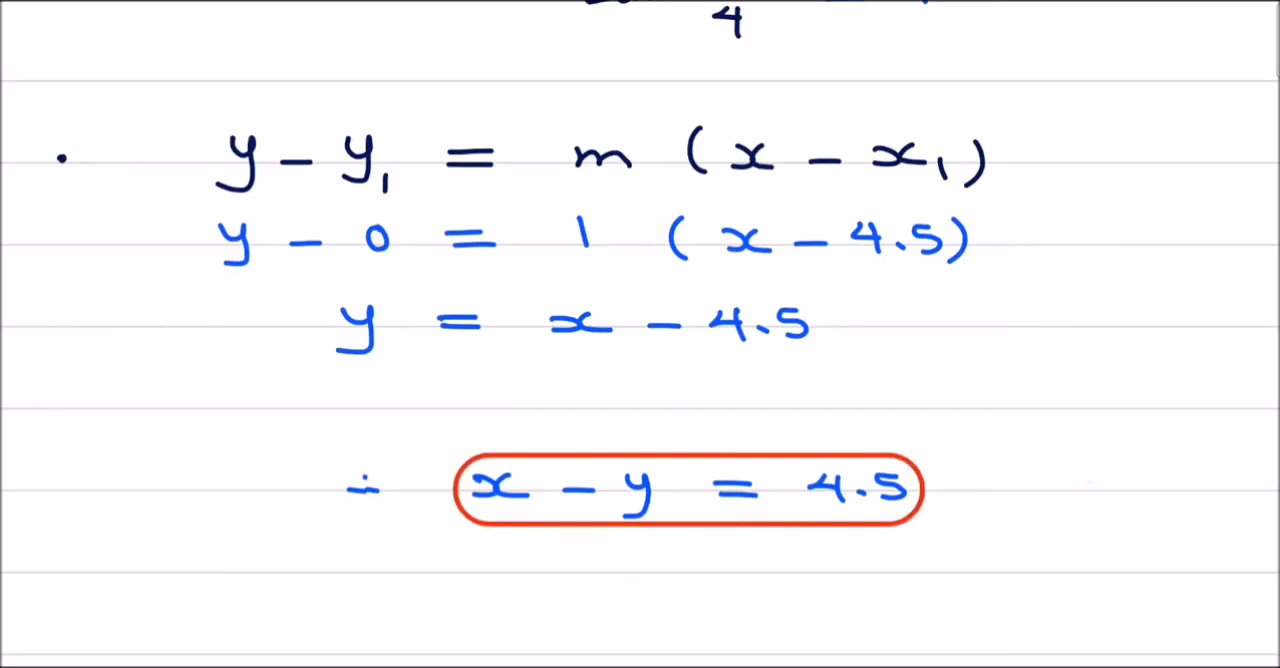 4
· y - y₁ = m (x - x₁)
y - 0 = 1 (x - 4.5)
y = x - 4.5
∴ x - y = 4.5